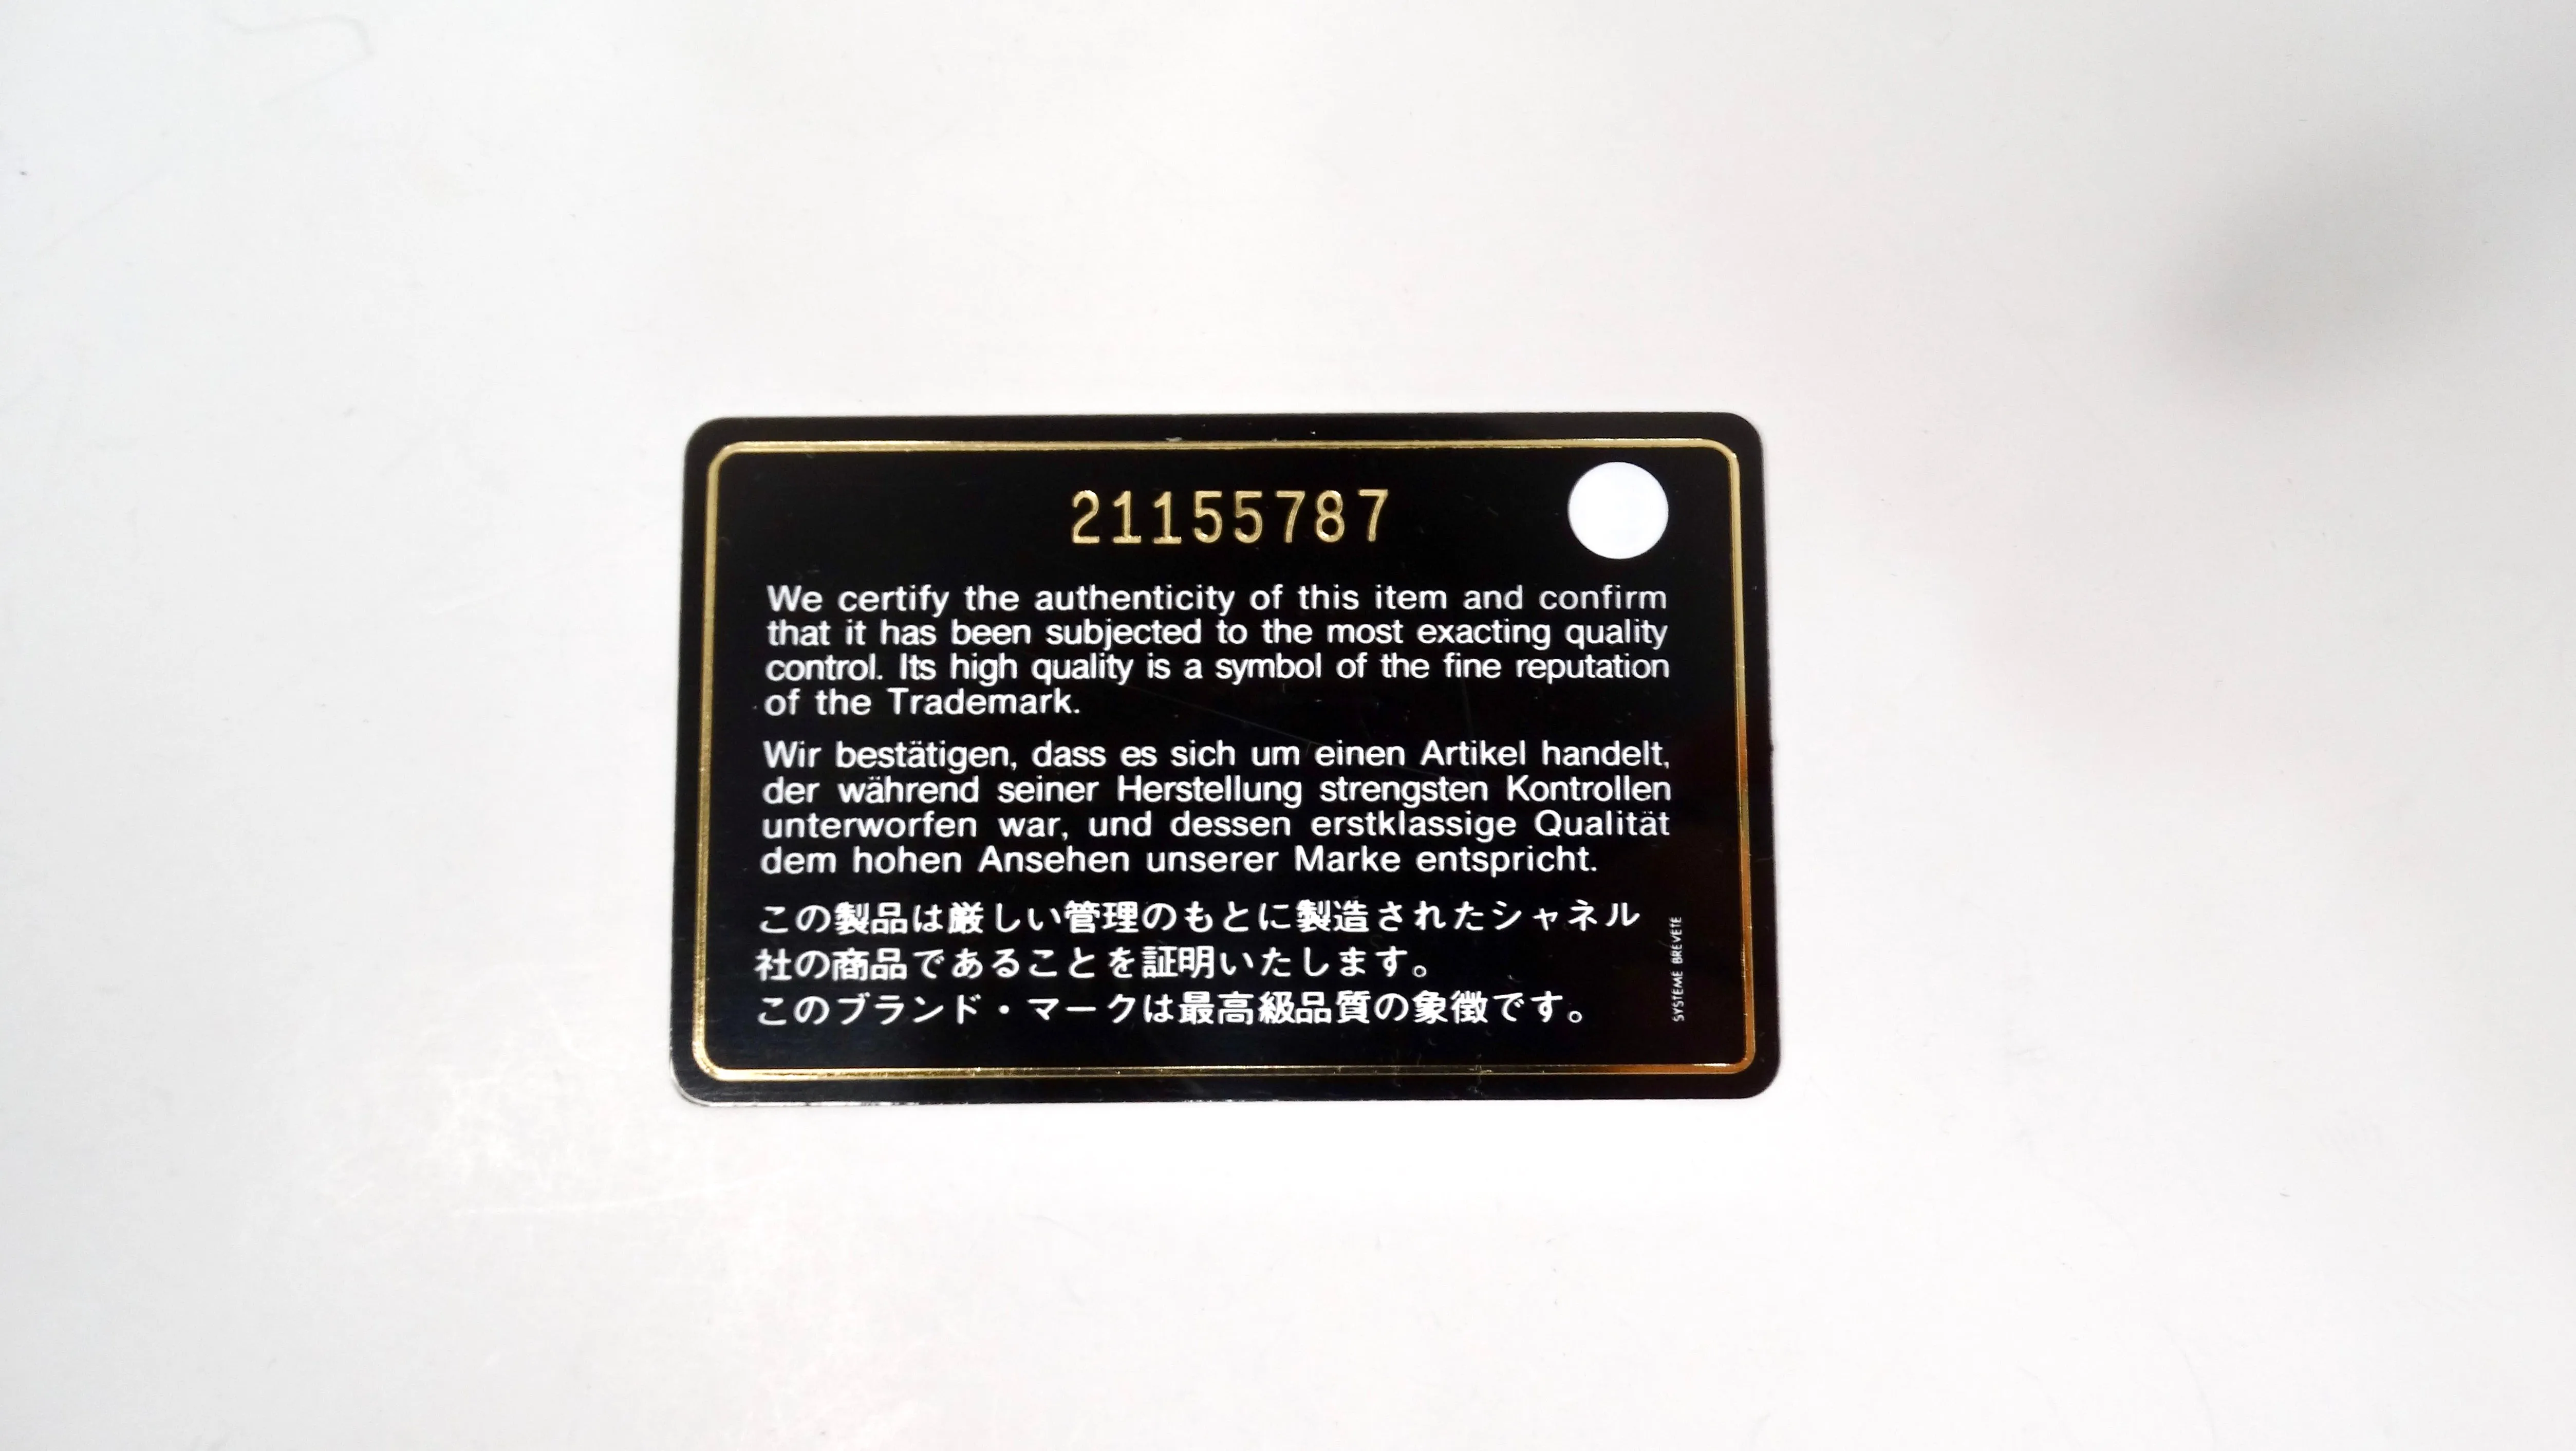 21155787
We certify the authenticity of this item and confirm
that it has been subjected to the most exacting quality
control. Its high quality is a symbol of the fine reputation
of the Trademark.
Wir bestätigen, dass es sich um einen Artikel handelt,
der während seiner Herstellung strengsten Kontrollen
unterworfen war, und dessen erstklassige Qualität
dem hohen Ansehen unserer Marke entspricht.
この製品は厳しい管理のもとに製造されたシャネル
社の商品であることを証明いたします。
このブランド・マークは最高級品質の象徴です。
SYSTEME BREVETE